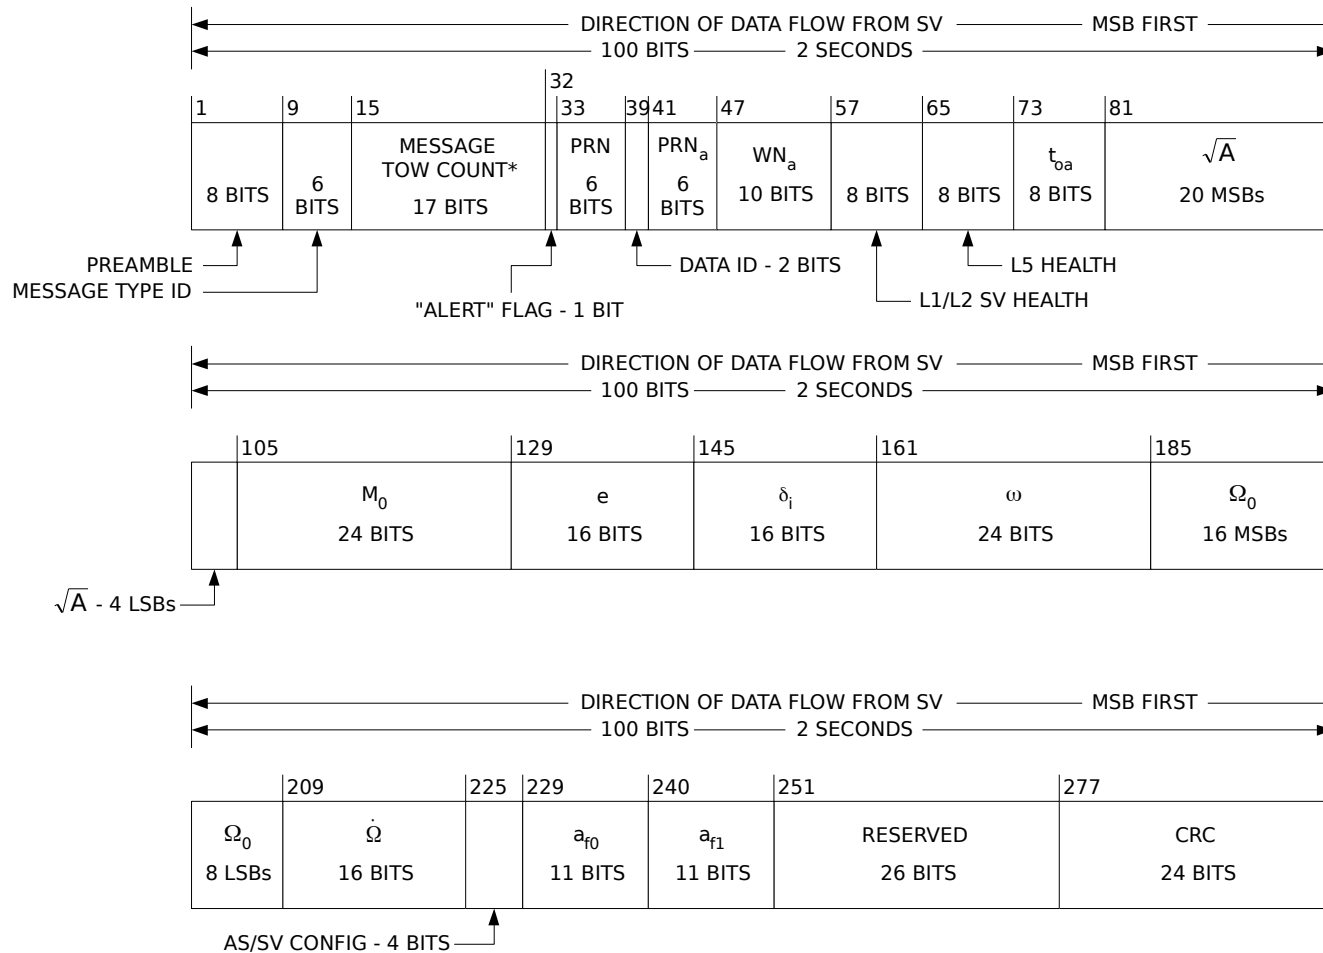 DIRECTION OF DATA FLOW FROM SV MSB FIRST
100 BITS 2 SECONDS
32
1 9 15 33 39 41 47 57 65 73 81
MESSAGE PRN PRNa WNa toa √A
TOW COUNT*
8 BITS 6 BITS 17 BITS 6 BITS 6 BITS 10 BITS 8 BITS 8 BITS 8 BITS 20 MSBs
PREAMBLE DATA ID - 2 BITS L5 HEALTH
MESSAGE TYPE ID
"ALERT" FLAG - 1 BIT L1/L2 SV HEALTH
DIRECTION OF DATA FLOW FROM SV MSB FIRST
100 BITS 2 SECONDS
105 129 145 161 185
M0 e δi ω Ω0
24 BITS 16 BITS 16 BITS 24 BITS 16 MSBs
√A - 4 LSBs
DIRECTION OF DATA FLOW FROM SV MSB FIRST
100 BITS 2 SECONDS
209 225 229 240 251 277
Ω0 Ω̇ af0 af1 RESERVED CRC
8 LSBs 16 BITS 11 BITS 11 BITS 26 BITS 24 BITS
AS/SV CONFIG - 4 BITS